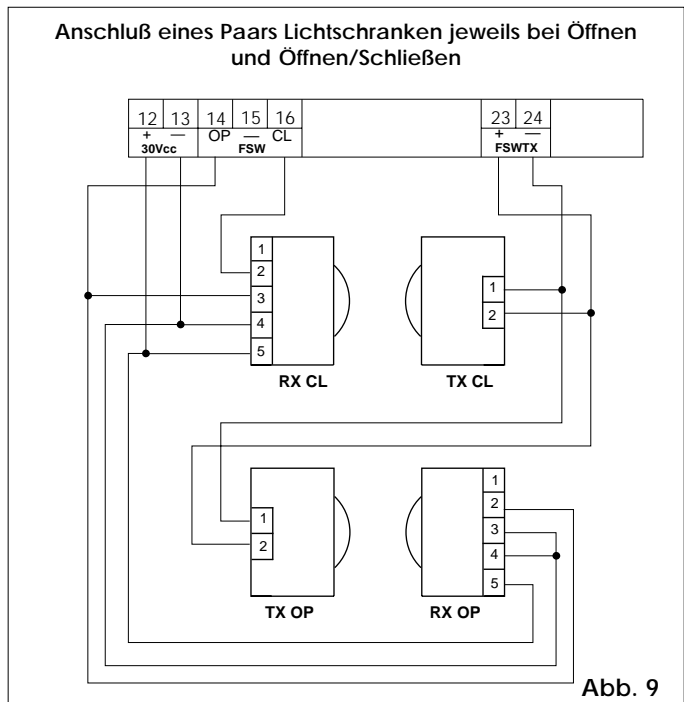 Anschluß eines Paars Lichtschranken jeweils bei Öffnen
und Öffnen/Schließen
12 13 14 15 16 23 24
+ — OP — CL + —
30Vcc FSW FSWTX
1
2
3
4
5
RX CL
1
2
TX CL
1
2
TX OP
1
2
3
4
5
RX OP
Abb. 9